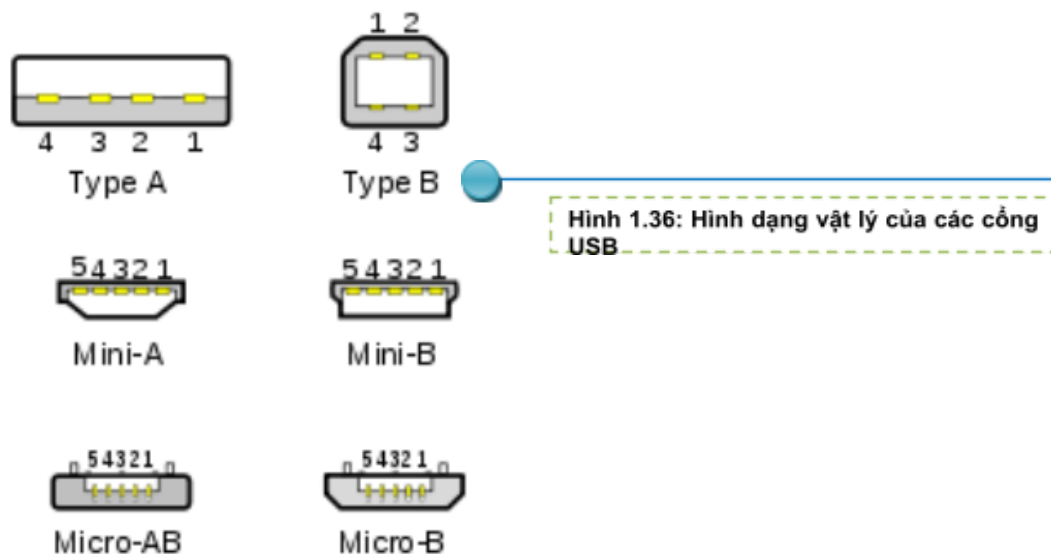 1 2
4 3 2 1
4 3
Type A
Type B
Hình 1.36: Hình dạng vật lý của các cổng
USB
5 4 3 2 1
5 4 3 2 1
Mini-A
Mini-B
5 4 3 2 1
5 4 3 2 1
Micro-AB
Micro-B